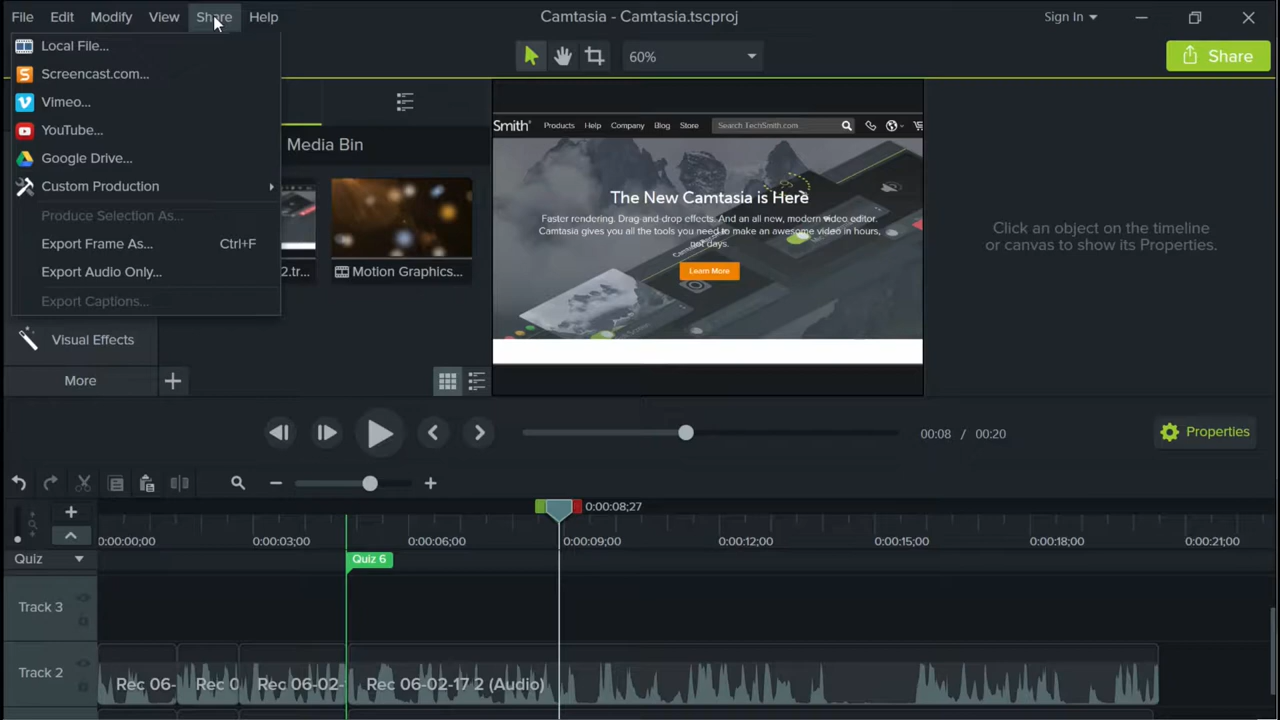 File Edit Modify View Share Help
Camtasia - Camtasia.tscproj
Sign In
Local File...
Screencast.com...
Vimeo...
YouTube...
Google Drive...
Custom Production
Produce Selection As...
Export Frame As... Ctrl+F
Export Audio Only...
Export Captions...
60%
Share
Media Bin
2.tr...
Motion Graphics...
Visual Effects
More
Smith® Products Help Company Blog Store Search TechSmith.com
The New Camtasia is Here
Faster rendering. Drag-and-drop effects. And an all new, modern video editor.
Camtasia gives you all the tools you need to make an awesome video in hours,
not days.
Learn More
Click an object on the timeline
or canvas to show its Properties.
00:08 / 00:20
Properties
0:00:08;27
0:00:00;00 0:00:03;00 0:00:06;00 0:00:09;00 0:00:12;00 0:00:15;00 0:00:18;00 0:00:21;00
Quiz
Quiz 6
Track 3
Track 2
Rec 06- Rec 0 Rec 06-02- Rec 06-02-17 2 (Audio)